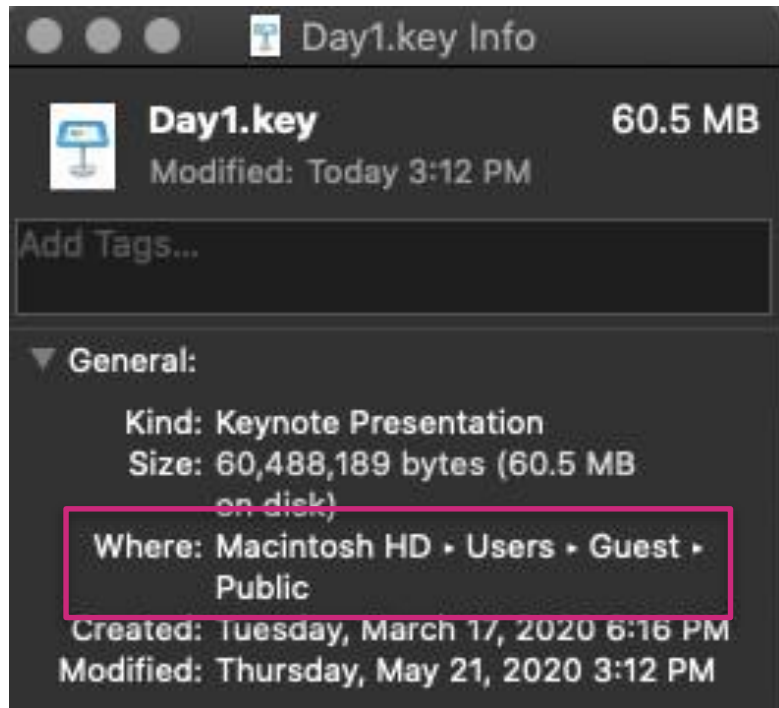 Day1.key Info
Day1.key 60.5 MB
Modified: Today 3:12 PM
Add Tags...
General:
Kind: Keynote Presentation
Size: 60,488,189 bytes (60.5 MB
on disk)
Where: Macintosh HD ▸ Users ▸ Guest ▸
Public
Created: Tuesday, March 17, 2020 6:16 PM
Modified: Thursday, May 21, 2020 3:12 PM